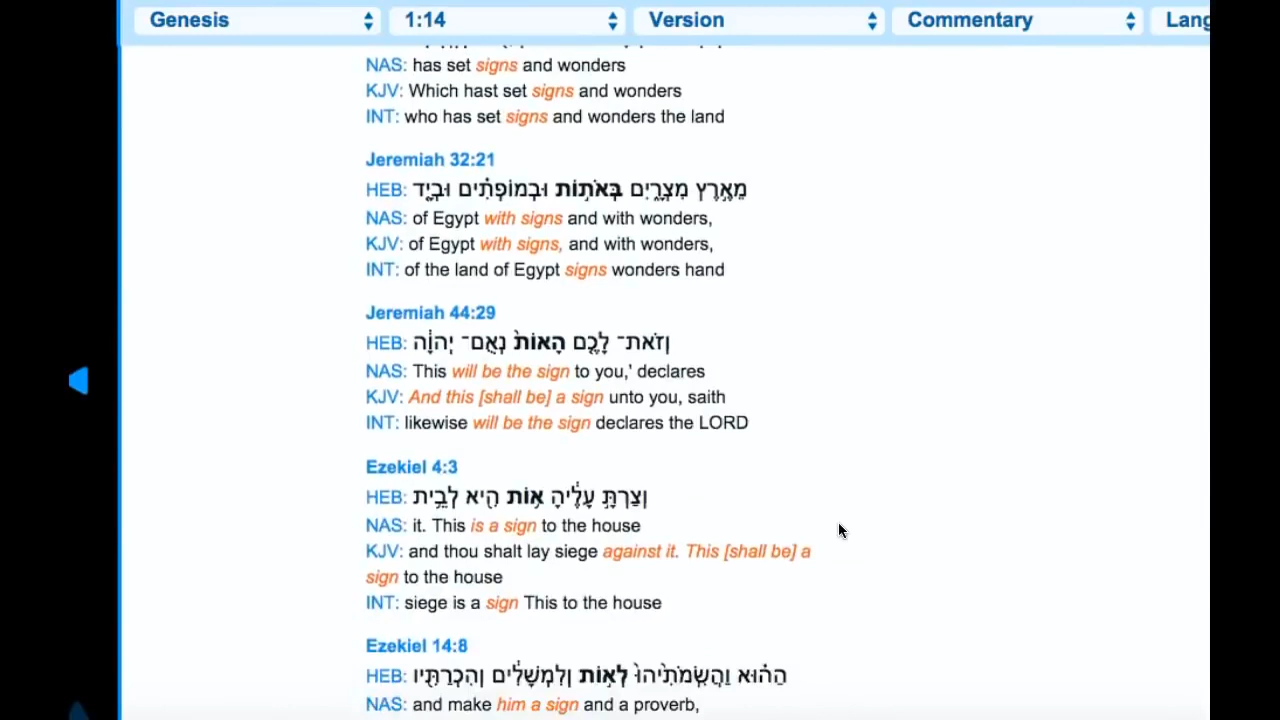 Genesis 1:14 Version Commentary Lang
NAS: has set signs and wonders
KJV: Which hast set signs and wonders
INT: who has set signs and wonders the land
Jeremiah 32:21
HEB: מֵאֶ֣רֶץ מִצְרָ֑יִם בְּאֹת֣וֹת וּבְמוֹפְתִ֗ים וּבְיָ֤ד
NAS: of Egypt with signs and with wonders,
KJV: of Egypt with signs, and with wonders,
INT: of the land of Egypt signs wonders hand
Jeremiah 44:29
HEB: וְזֹאת־ לָכֶ֤ם הָאוֹת֙ נְאֻם־ יְהוָ֔ה
NAS: This will be the sign to you,' declares
KJV: And this [shall be] a sign unto you, saith
INT: likewise will be the sign declares the LORD
Ezekiel 4:3
HEB: וְצַרְתָּ֣ עָלֶ֔יהָ א֥וֹת הִ֖יא לְבֵ֥ית
NAS: it. This is a sign to the house
KJV: and thou shalt lay siege against it. This [shall be] a
sign to the house
INT: siege is a sign This to the house
Ezekiel 14:8
HEB: הַה֗וּא וַהֲשִֽׂמֹתִ֙יהוּ֙ לְא֣וֹת וְלִמְשָׁלִ֔ים וְהִכְרַתִּ֖יו
NAS: and make him a sign and a proverb,